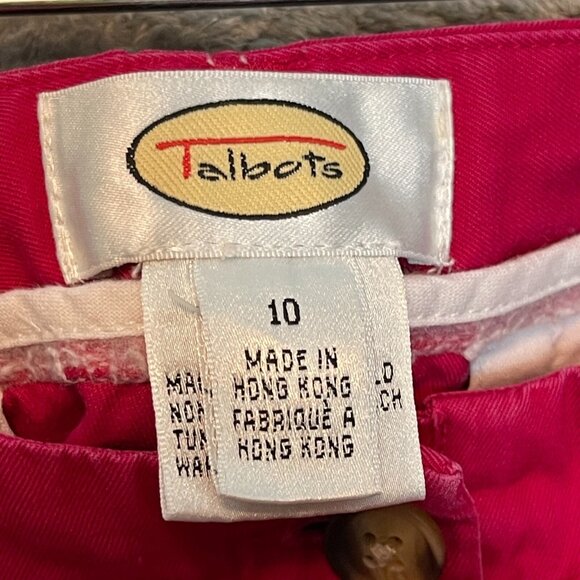 Talbots
10
MADE IN
HONG KONG
FABRIQUÉ À
HONG KONG